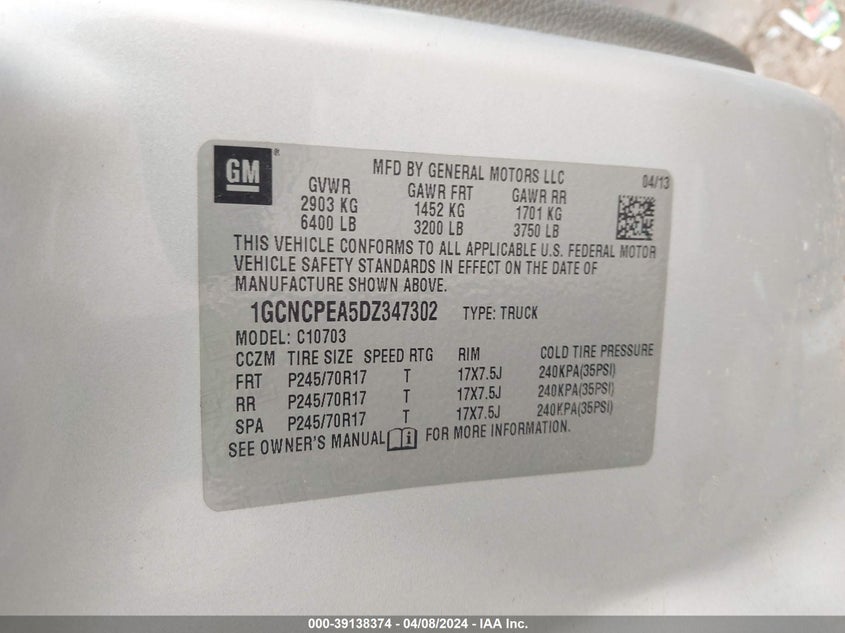 GM
MFD BY GENERAL MOTORS LLC 04/13
GVWR GAWR FRT GAWR RR
2903 KG 1452 KG 1701 KG
6400 LB 3200 LB 3750 LB
THIS VEHICLE CONFORMS TO ALL APPLICABLE U.S. FEDERAL MOTOR
VEHICLE SAFETY STANDARDS IN EFFECT ON THE DATE OF
MANUFACTURE SHOWN ABOVE.
1GCNCPEA5DZ347302 TYPE: TRUCK
MODEL: C10703
CCZM TIRE SIZE SPEED RTG RIM COLD TIRE PRESSURE
FRT P245/70R17 T 17X7.5J 240KPA(35PSI)
RR P245/70R17 T 17X7.5J 240KPA(35PSI)
SPA P245/70R17 T 17X7.5J 240KPA(35PSI)
SEE OWNER'S MANUAL FOR MORE INFORMATION.
000-39138374 - 04/08/2024 - IAA Inc.